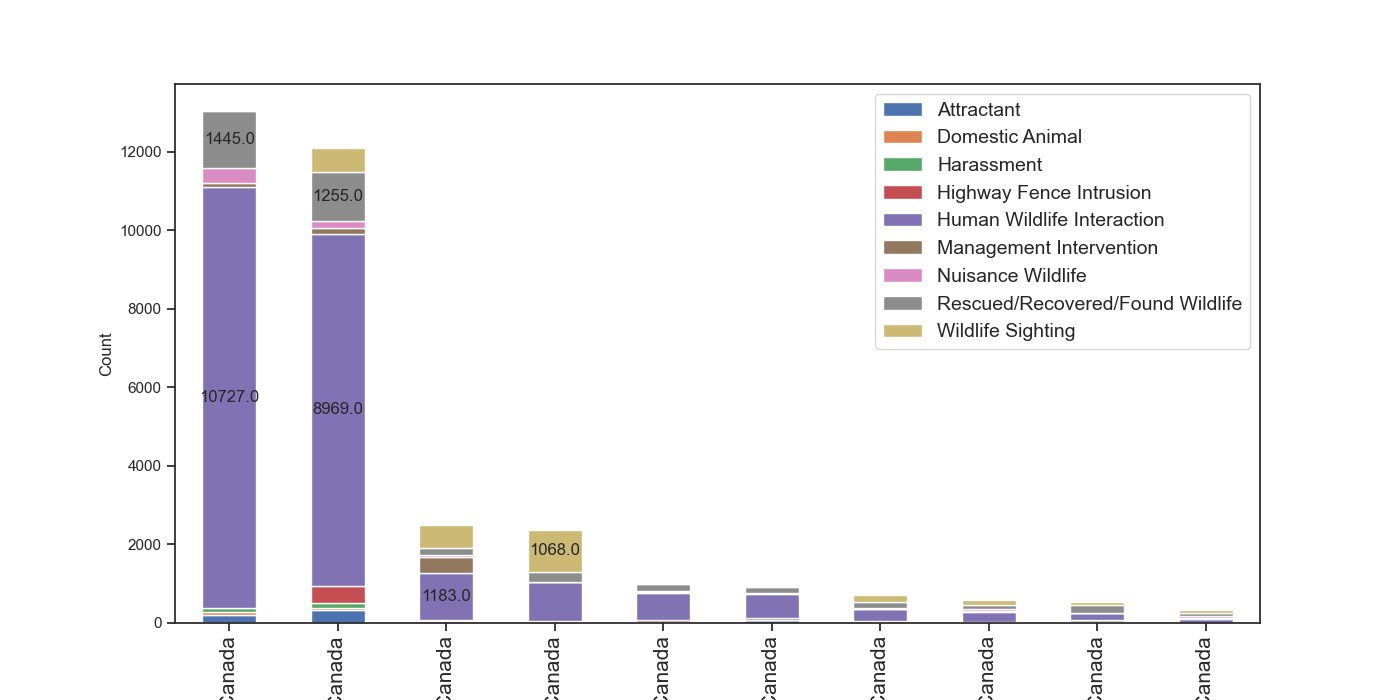 Attractant
Domestic Animal
Harassment
Highway Fence Intrusion
Human Wildlife Interaction
Management Intervention
Nuisance Wildlife
Rescued/Recovered/Found Wildlife
Wildlife Sighting
Count
12000
10000
8000
6000
4000
2000
0
1445.0
1255.0
10727.0
8969.0
1183.0
1068.0
Canada
Canada
Canada
Canada
Canada
Canada
Canada
Canada
Canada
Canada